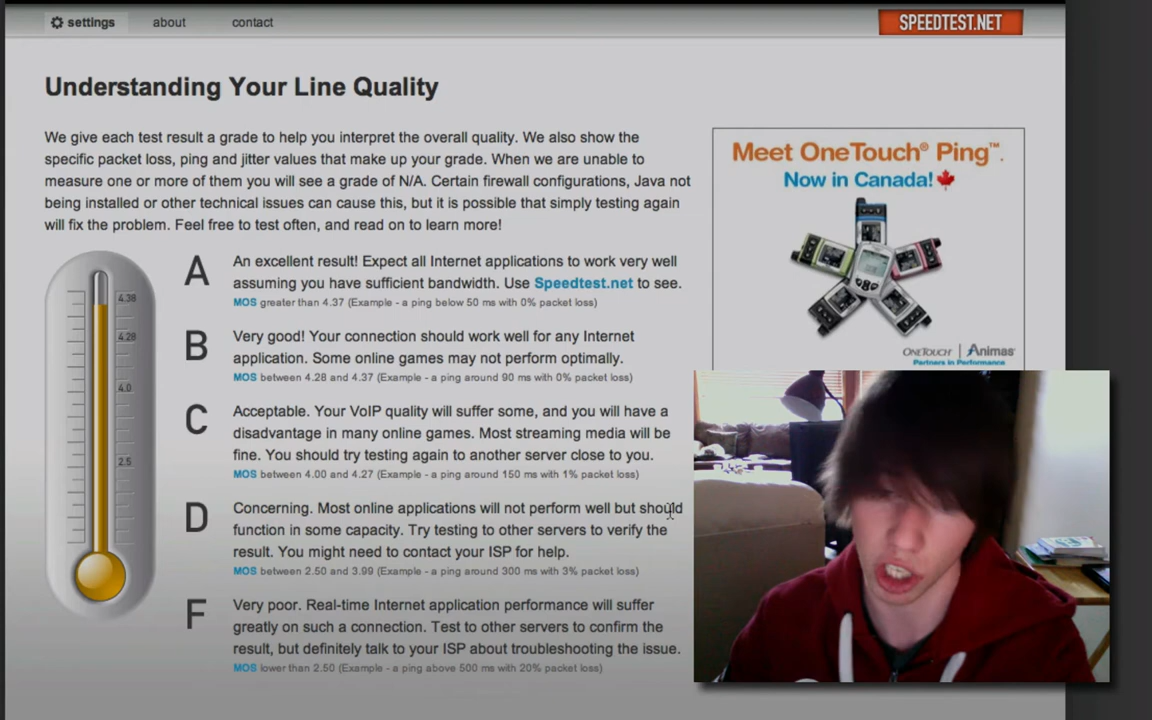 settings about contact
SPEEDTEST.NET
Understanding Your Line Quality
We give each test result a grade to help you interpret the overall quality. We also show the
specific packet loss, ping and jitter values that make up your grade. When we are unable to
measure one or more of them you will see a grade of N/A. Certain firewall configurations, Java not
being installed or other technical issues can cause this, but it is possible that simply testing again
will fix the problem. Feel free to test often, and read on to learn more!
Meet OneTouch® Ping™.
Now in Canada!
ONETOUCH | Animas®
Partners in Performance
4.38
4.28
4.0
2.5
A
An excellent result! Expect all Internet applications to work very well
assuming you have sufficient bandwidth. Use Speedtest.net to see.
MOS greater than 4.37 (Example - a ping below 50 ms with 0% packet loss)
B
Very good! Your connection should work well for any Internet
application. Some online games may not perform optimally.
MOS between 4.28 and 4.37 (Example - a ping around 90 ms with 0% packet loss)
C
Acceptable. Your VoIP quality will suffer some, and you will have a
disadvantage in many online games. Most streaming media will be
fine. You should try testing again to another server close to you.
MOS between 4.00 and 4.27 (Example - a ping around 150 ms with 1% packet loss)
D
Concerning. Most online applications will not perform well but should
function in some capacity. Try testing to other servers to verify the
result. You might need to contact your ISP for help.
MOS between 2.50 and 3.99 (Example - a ping around 300 ms with 3% packet loss)
F
Very poor. Real-time Internet application performance will suffer
greatly on such a connection. Test to other servers to confirm the
result, but definitely talk to your ISP about troubleshooting the issue.
MOS lower than 2.50 (Example - a ping above 500 ms with 20% packet loss)